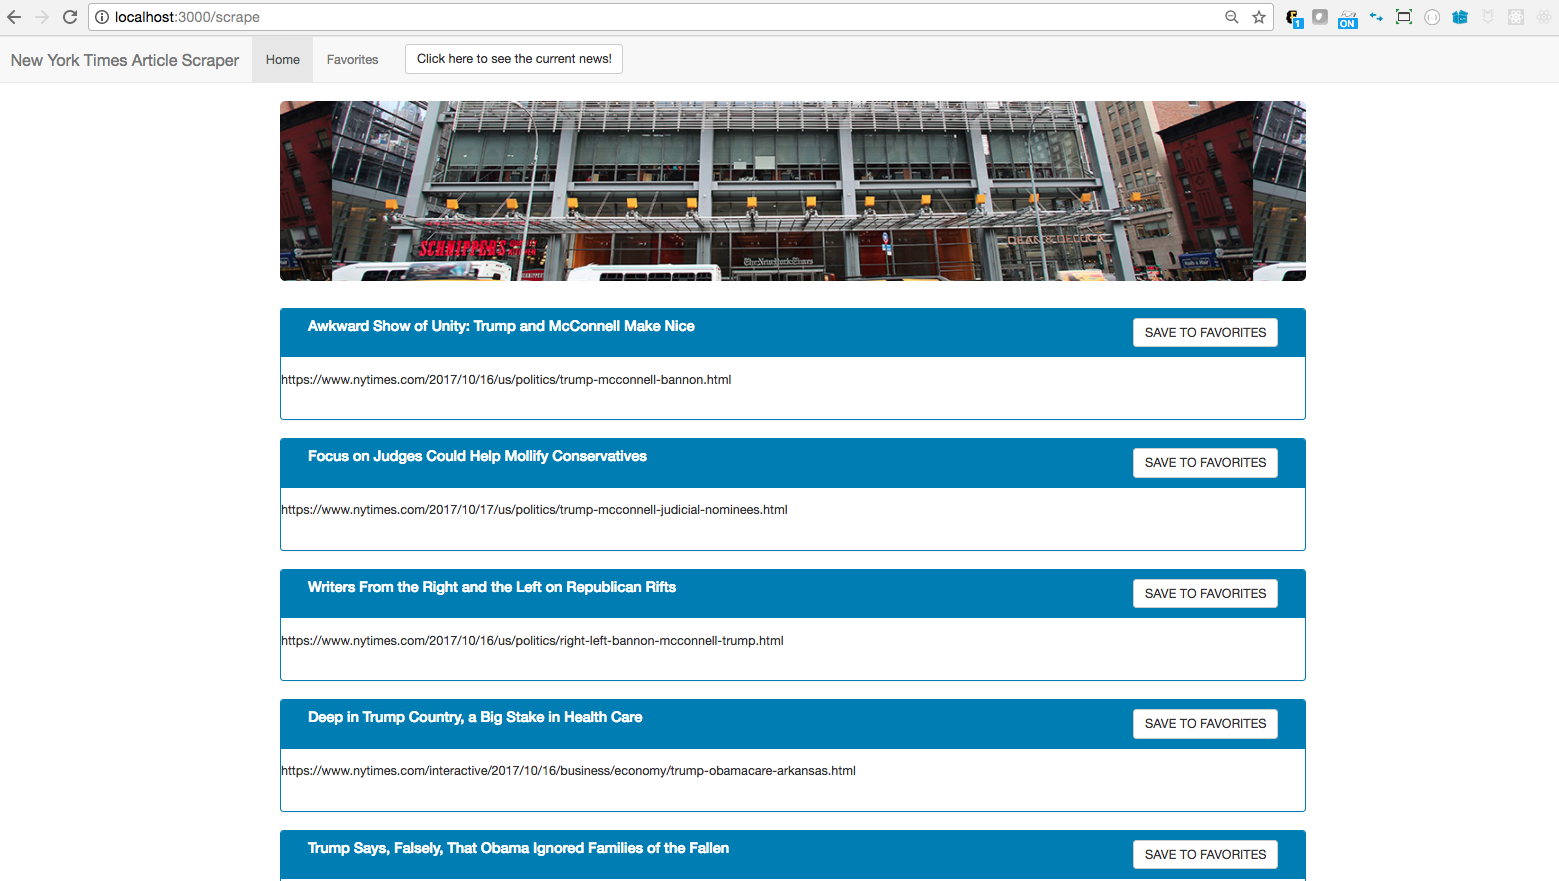 localhost:3000/scrape
1
ON
New York Times Article Scraper
Home
Favorites
Click here to see the current news!
SCHNIPPER'S
DEAN & DELUCA
The New York Times
Awkward Show of Unity: Trump and McConnell Make Nice
SAVE TO FAVORITES
https://www.nytimes.com/2017/10/16/us/politics/trump-mcconnell-bannon.html
Focus on Judges Could Help Mollify Conservatives
SAVE TO FAVORITES
https://www.nytimes.com/2017/10/17/us/politics/trump-mcconnell-judicial-nominees.html
Writers From the Right and the Left on Republican Rifts
SAVE TO FAVORITES
https://www.nytimes.com/2017/10/16/us/politics/right-left-bannon-mcconnell-trump.html
Deep in Trump Country, a Big Stake in Health Care
SAVE TO FAVORITES
https://www.nytimes.com/interactive/2017/10/16/business/economy/trump-obamacare-arkansas.html
Trump Says, Falsely, That Obama Ignored Families of the Fallen
SAVE TO FAVORITES